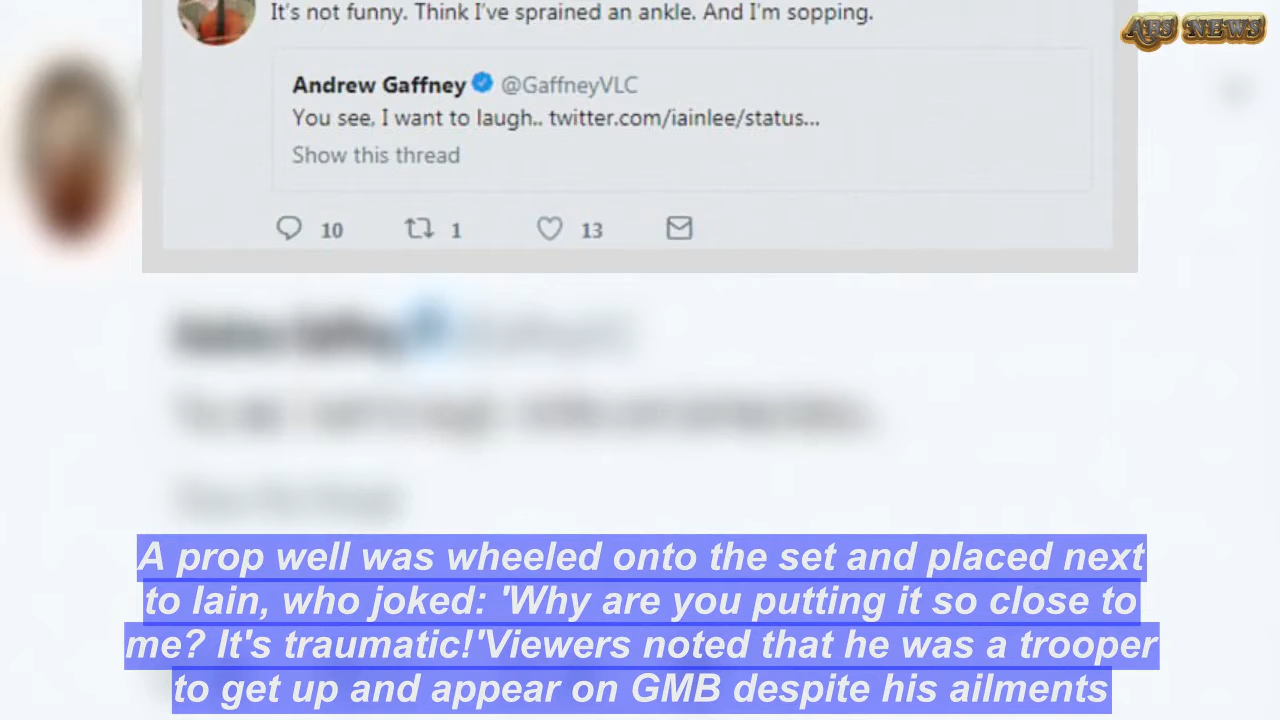 ABS NEWS
It's not funny. Think I've sprained an ankle. And I'm sopping.
Andrew Gaffney @GaffneyVLC
You see, I want to laugh.. twitter.com/iainlee/status...
Show this thread
10 1 13
A prop well was wheeled onto the set and placed next
to Iain, who joked: 'Why are you putting it so close to
me? It's traumatic!'Viewers noted that he was a trooper
to get up and appear on GMB despite his ailments